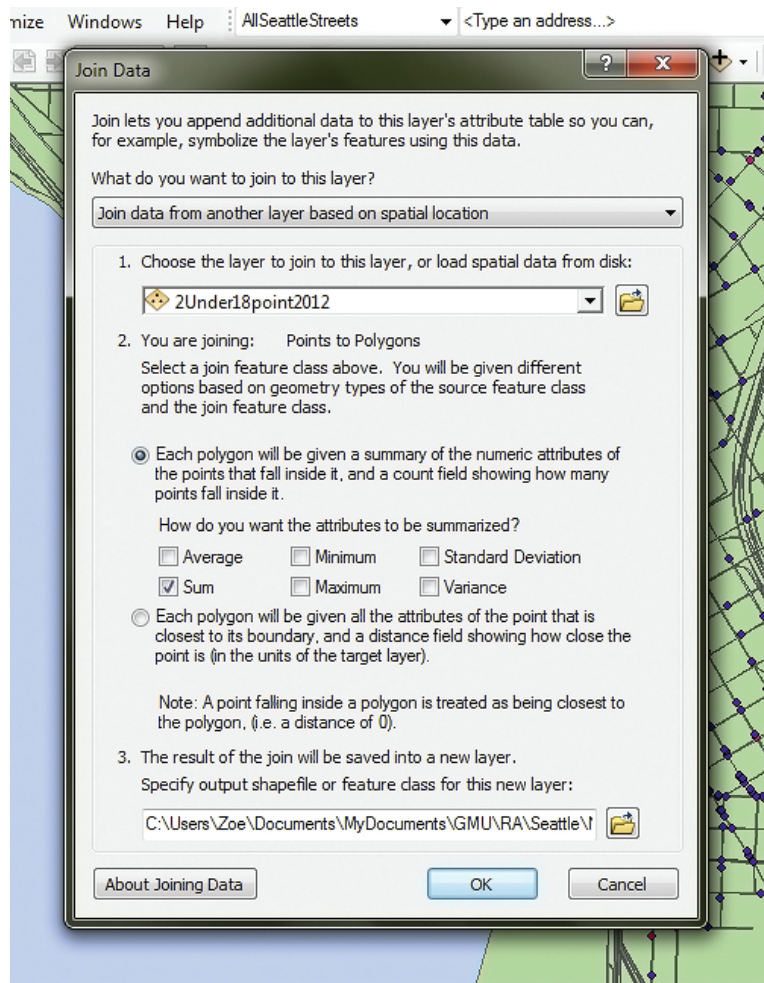 mize Windows Help AllSeattleStreets <Type an address...>
Join Data
Join lets you append additional data to this layer's attribute table so you can,
for example, symbolize the layer's features using this data.
What do you want to join to this layer?
Join data from another layer based on spatial location
1. Choose the layer to join to this layer, or load spatial data from disk:
2Under18point2012
2. You are joining: Points to Polygons
Select a join feature class above. You will be given different
options based on geometry types of the source feature class
and the join feature class.
Each polygon will be given a summary of the numeric attributes of
the points that fall inside it, and a count field showing how many
points fall inside it.
How do you want the attributes to be summarized?
Average Minimum Standard Deviation
Sum Maximum Variance
Each polygon will be given all the attributes of the point that is
closest to its boundary, and a distance field showing how close the
point is (in the units of the target layer).
Note: A point falling inside a polygon is treated as being closest to
the polygon, (i.e. a distance of 0).
3. The result of the join will be saved into a new layer.
Specify output shapefile or feature class for this new layer:
C:\Users\Zoe\Documents\MyDocuments\GMU\RA\Seattle\
About Joining Data OK Cancel